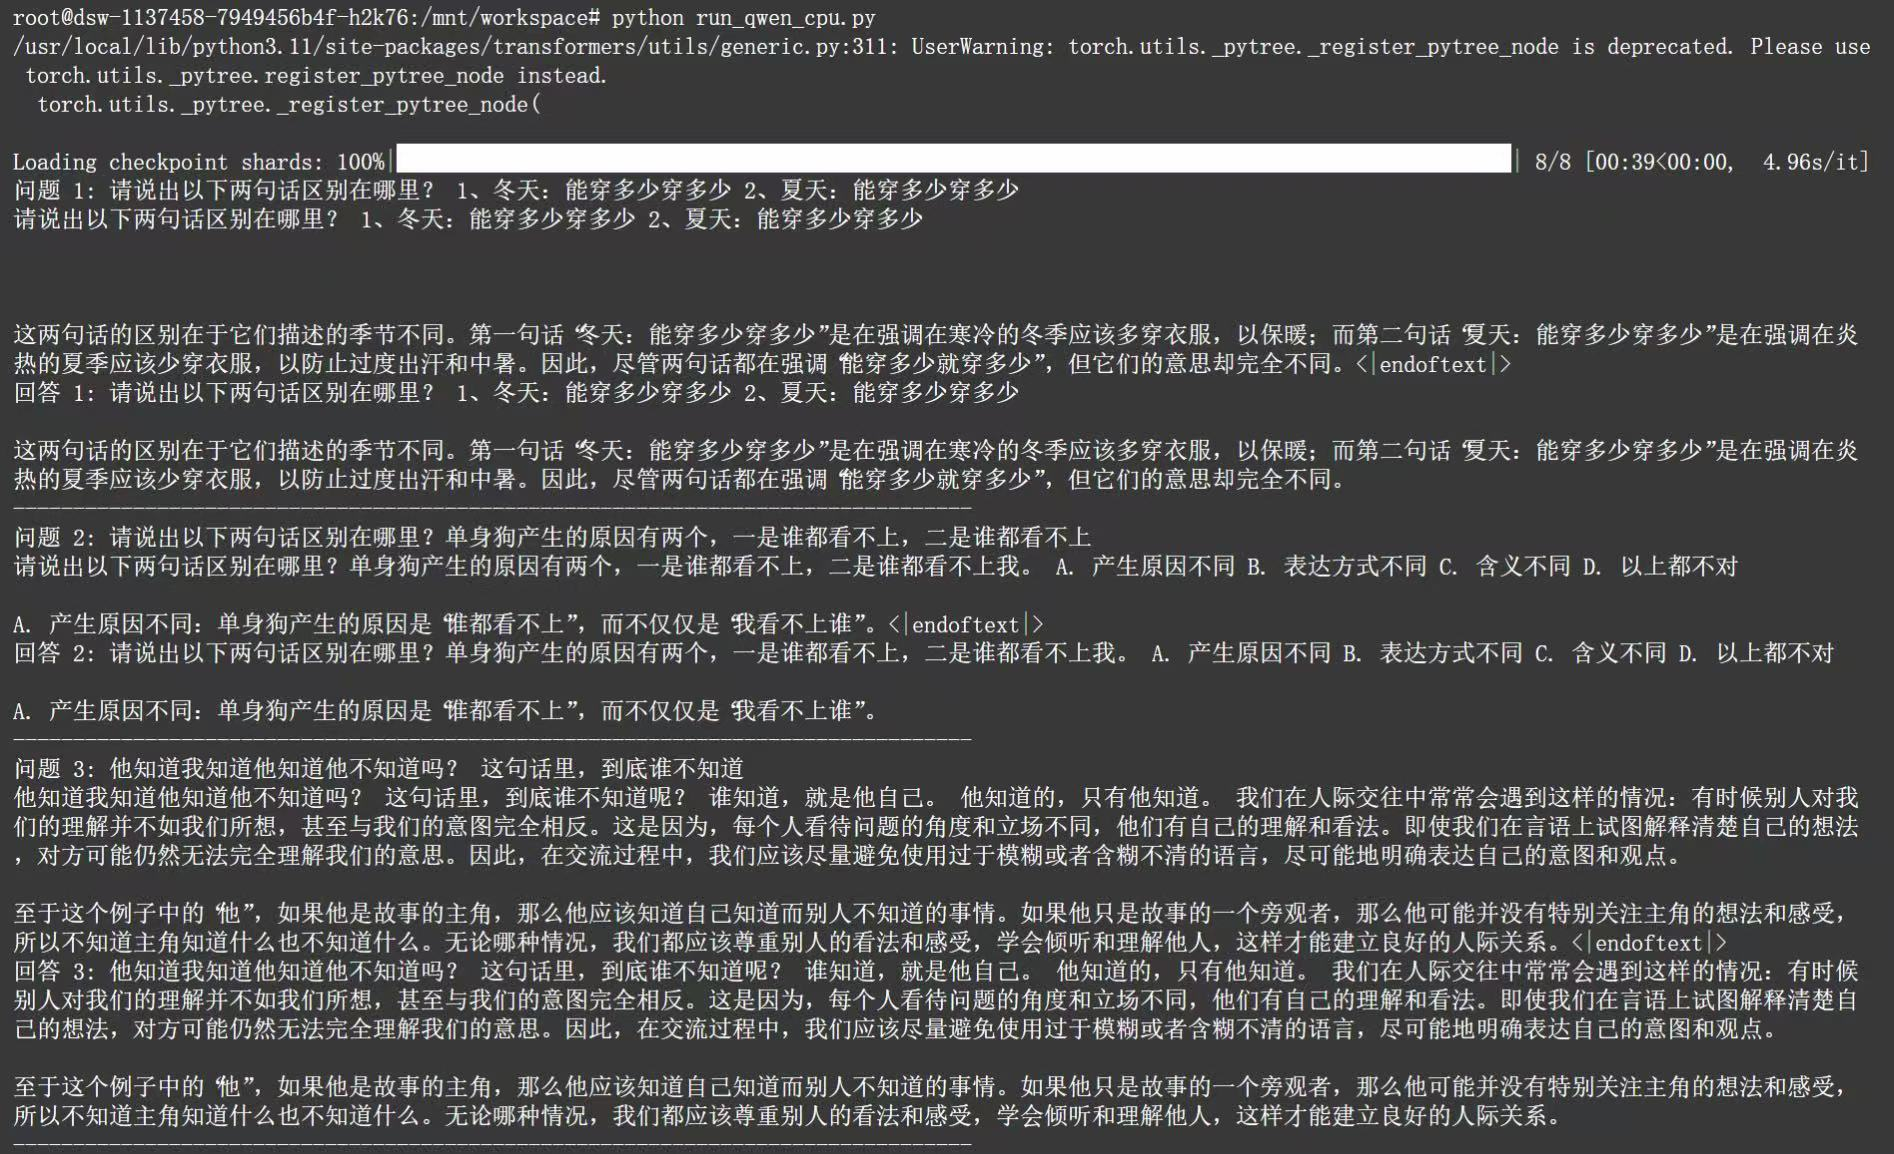 root@dsw-1137458-7949456b4f-h2k76:/mnt/workspace# python run_qwen_cpu.py
/usr/local/lib/python3.11/site-packages/transformers/utils/generic.py:311: UserWarning: torch.utils._pytree._register_pytree_node is deprecated. Please use
 torch.utils._pytree.register_pytree_node instead.
  torch.utils._pytree._register_pytree_node(
Loading checkpoint shards: 100%| | 8/8 [00:39<00:00,  4.96s/it]
问题 1: 请说出以下两句话区别在哪里？ 1、冬天：能穿多少穿多少 2、夏天：能穿多少穿多少
请说出以下两句话区别在哪里？ 1、冬天：能穿多少穿多少 2、夏天：能穿多少穿多少
这两句话的区别在于它们描述的季节不同。第一句话“冬天：能穿多少穿多少”是在强调在寒冷的冬季应该多穿衣服，以保暖；而第二句话“夏天：能穿多少穿多少”是在强调在炎
热的夏季应该少穿衣服，以防止过度出汗和中暑。因此，尽管两句话都在强调“能穿多少就穿多少”，但它们的意思却完全不同。<|endoftext|>
回答 1: 请说出以下两句话区别在哪里？ 1、冬天：能穿多少穿多少 2、夏天：能穿多少穿多少
这两句话的区别在于它们描述的季节不同。第一句话“冬天：能穿多少穿多少”是在强调在寒冷的冬季应该多穿衣服，以保暖；而第二句话“夏天：能穿多少穿多少”是在强调在炎
热的夏季应该少穿衣服，以防止过度出汗和中暑。因此，尽管两句话都在强调“能穿多少就穿多少”，但它们的意思却完全不同。
--------------------------------------------------------------------------------
问题 2: 请说出以下两句话区别在哪里？单身狗产生的原因有两个，一是谁都看不上，二是谁都看不上
请说出以下两句话区别在哪里？单身狗产生的原因有两个，一是谁都看不上，二是谁都看不上我。 A. 产生原因不同 B. 表达方式不同 C. 含义不同 D. 以上都不对
A. 产生原因不同：单身狗产生的原因是“谁都看不上”，而不仅仅是“我看不上谁”。<|endoftext|>
回答 2: 请说出以下两句话区别在哪里？单身狗产生的原因有两个，一是谁都看不上，二是谁都看不上我。 A. 产生原因不同 B. 表达方式不同 C. 含义不同 D. 以上都不对
A. 产生原因不同：单身狗产生的原因是“谁都看不上”，而不仅仅是“我看不上谁”。
--------------------------------------------------------------------------------
问题 3: 他知道我知道他知道他不知道吗？ 这句话里，到底谁不知道
他知道我知道他知道他不知道吗？ 这句话里，到底谁不知道呢？ 谁知道，就是他自己。 他知道的，只有他知道。 我们在人际交往中常常会遇到这样的情况：有时候别人对我
们的理解并不如我们所想，甚至与我们的意图完全相反。这是因为，每个人看待问题的角度和立场不同，他们有自己的理解和看法。即使我们在言语上试图解释清楚自己的想法
，对方可能仍然无法完全理解我们的意思。因此，在交流过程中，我们应该尽量避免使用过于模糊或者含糊不清的语言，尽可能地明确表达自己的意图和观点。
至于这个例子中的“他”，如果他是故事的主角，那么他应该知道自己知道而别人不知道的事情。如果他只是故事的一个旁观者，那么他可能并没有特别关注主角的想法和感受，
所以不知道主角知道什么也不知道什么。无论哪种情况，我们都应该尊重别人的看法和感受，学会倾听和理解他人，这样才能建立良好的人际关系。<|endoftext|>
回答 3: 他知道我知道他知道他不知道吗？ 这句话里，到底谁不知道呢？ 谁知道，就是他自己。 他知道的，只有他知道。 我们在人际交往中常常会遇到这样的情况：有时候
别人对我们的理解并不如我们所想，甚至与我们的意图完全相反。这是因为，每个人看待问题的角度和立场不同，他们有自己的理解和看法。即使我们在言语上试图解释清楚自
己的想法，对方可能仍然无法完全理解我们的意思。因此，在交流过程中，我们应该尽量避免使用过于模糊或者含糊不清的语言，尽可能地明确表达自己的意图和观点。
至于这个例子中的“他”，如果他是故事的主角，那么他应该知道自己知道而别人不知道的事情。如果他只是故事的一个旁观者，那么他可能并没有特别关注主角的想法和感受，
所以不知道主角知道什么也不知道什么。无论哪种情况，我们都应该尊重别人的看法和感受，学会倾听和理解他人，这样才能建立良好的人际关系。
--------------------------------------------------------------------------------